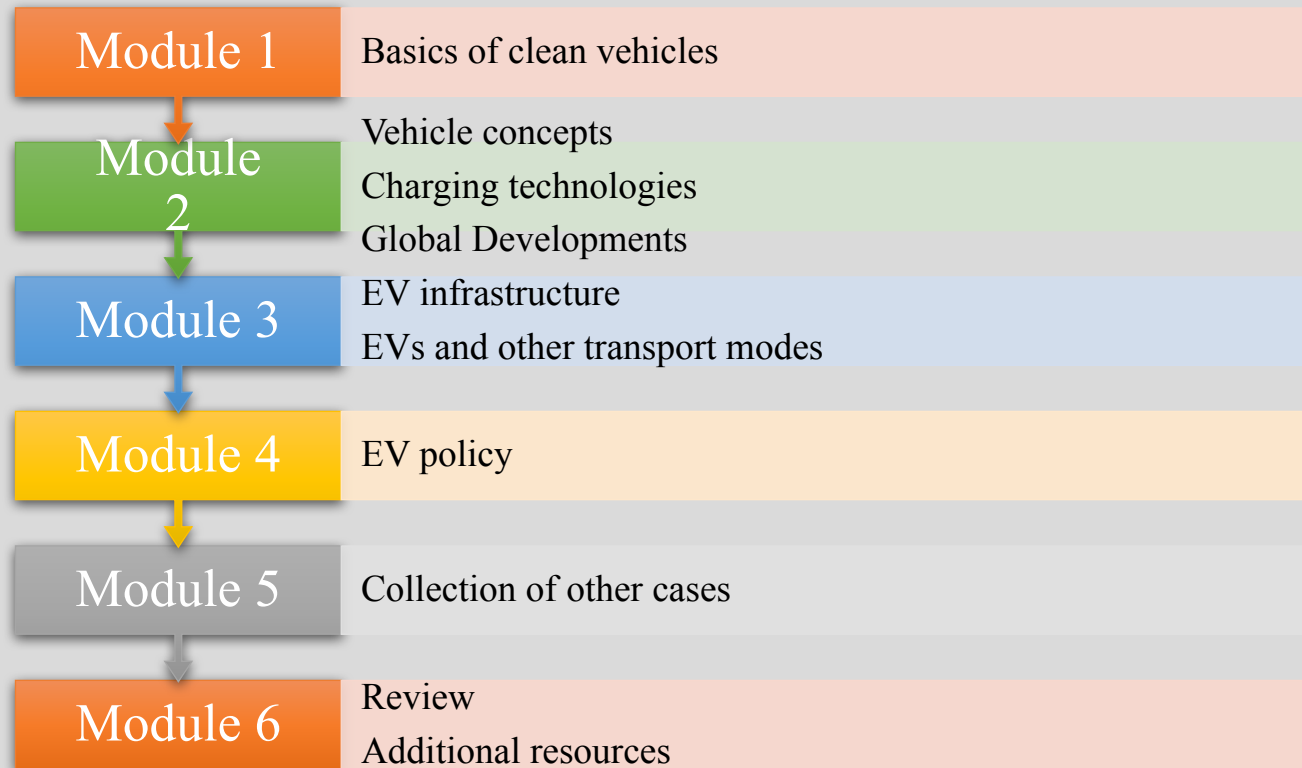 Module 1
Basics of clean vehicles
Module
2
Vehicle concepts
Charging technologies
Global Developments
Module 3
EV infrastructure
EVs and other transport modes
Module 4
EV policy
Module 5
Collection of other cases
Module 6
Review
Additional resources